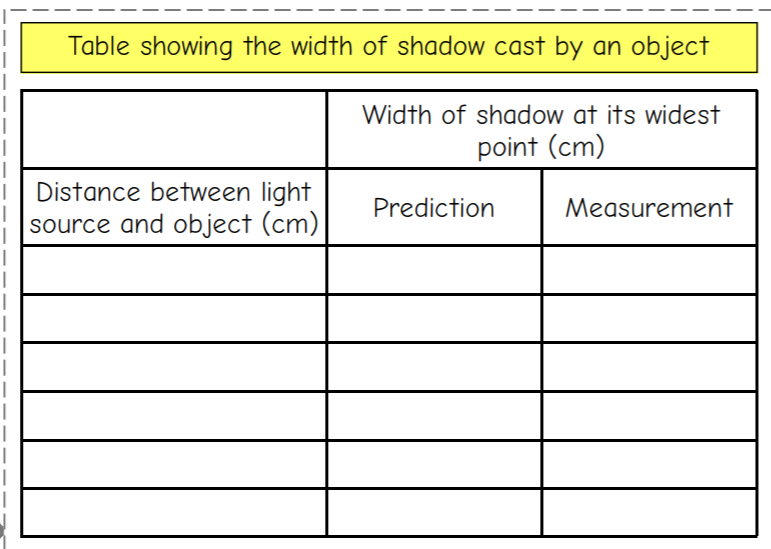 Table showing the width of shadow cast by an object
Width of shadow at its widest
point (cm)
Distance between light
source and object (cm)
Prediction
Measurement